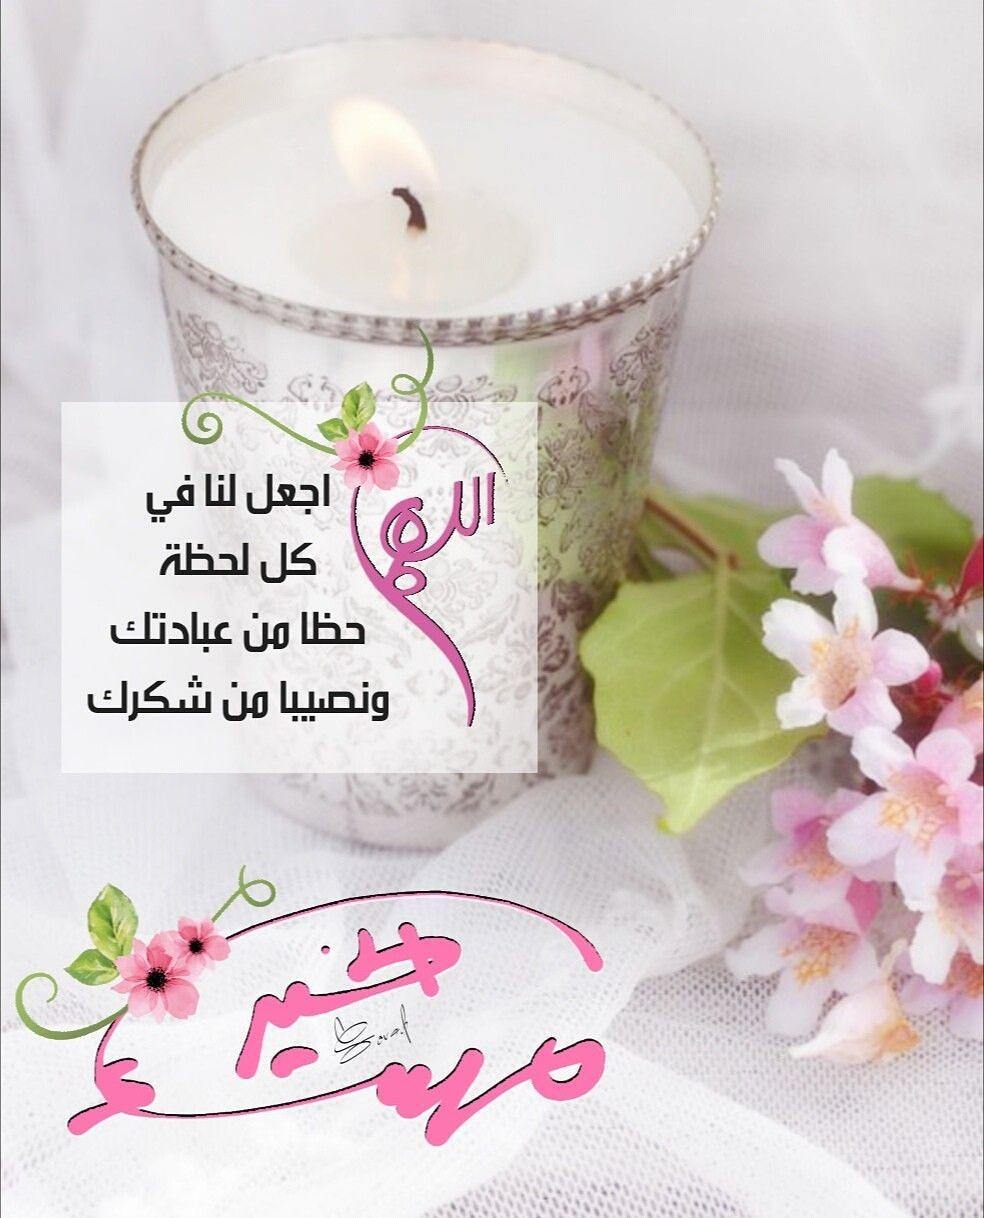 اللهم
اجعل لنا في
كل لحظة
حظا من عبادتك
ونصيبا من شكرك
مساء
الخير